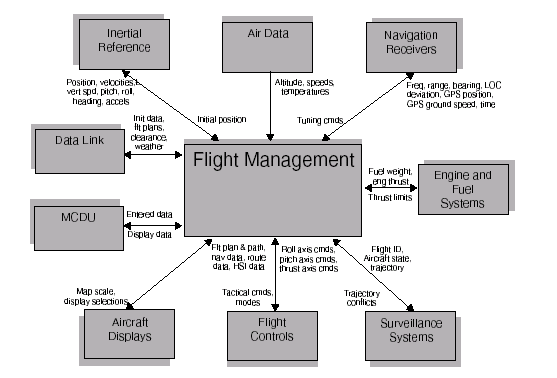 Inertial
Reference
Air Data
Navigation
Receivers
Position, velocities,t
vert spd, pitch, roll,
heading, accels
Initial position
Altitude, speeds,
temperatures
Tuning cmds
Freq, range, bearing, LOC
deviation, GPS position,
GPS ground speed, time
Data Link
Init data,
flt plans,
clearance,
weather
Flight Management
Fuel weight,
eng thrust
Thrust limits
Engine and
Fuel
Systems
MCDU
Entered data
Display data
Flt plan & path,
nav data, route
data, HSI data
Roll axis cmds,
pitch axis cmds,
thrust axis cmds
Flight ID,
Aircraft state,
trajectory
Map scale,
display selections
Tactical cmds,
modes
Trajectory
conflicts
Aircraft
Displays
Flight
Controls
Surveillance
Systems